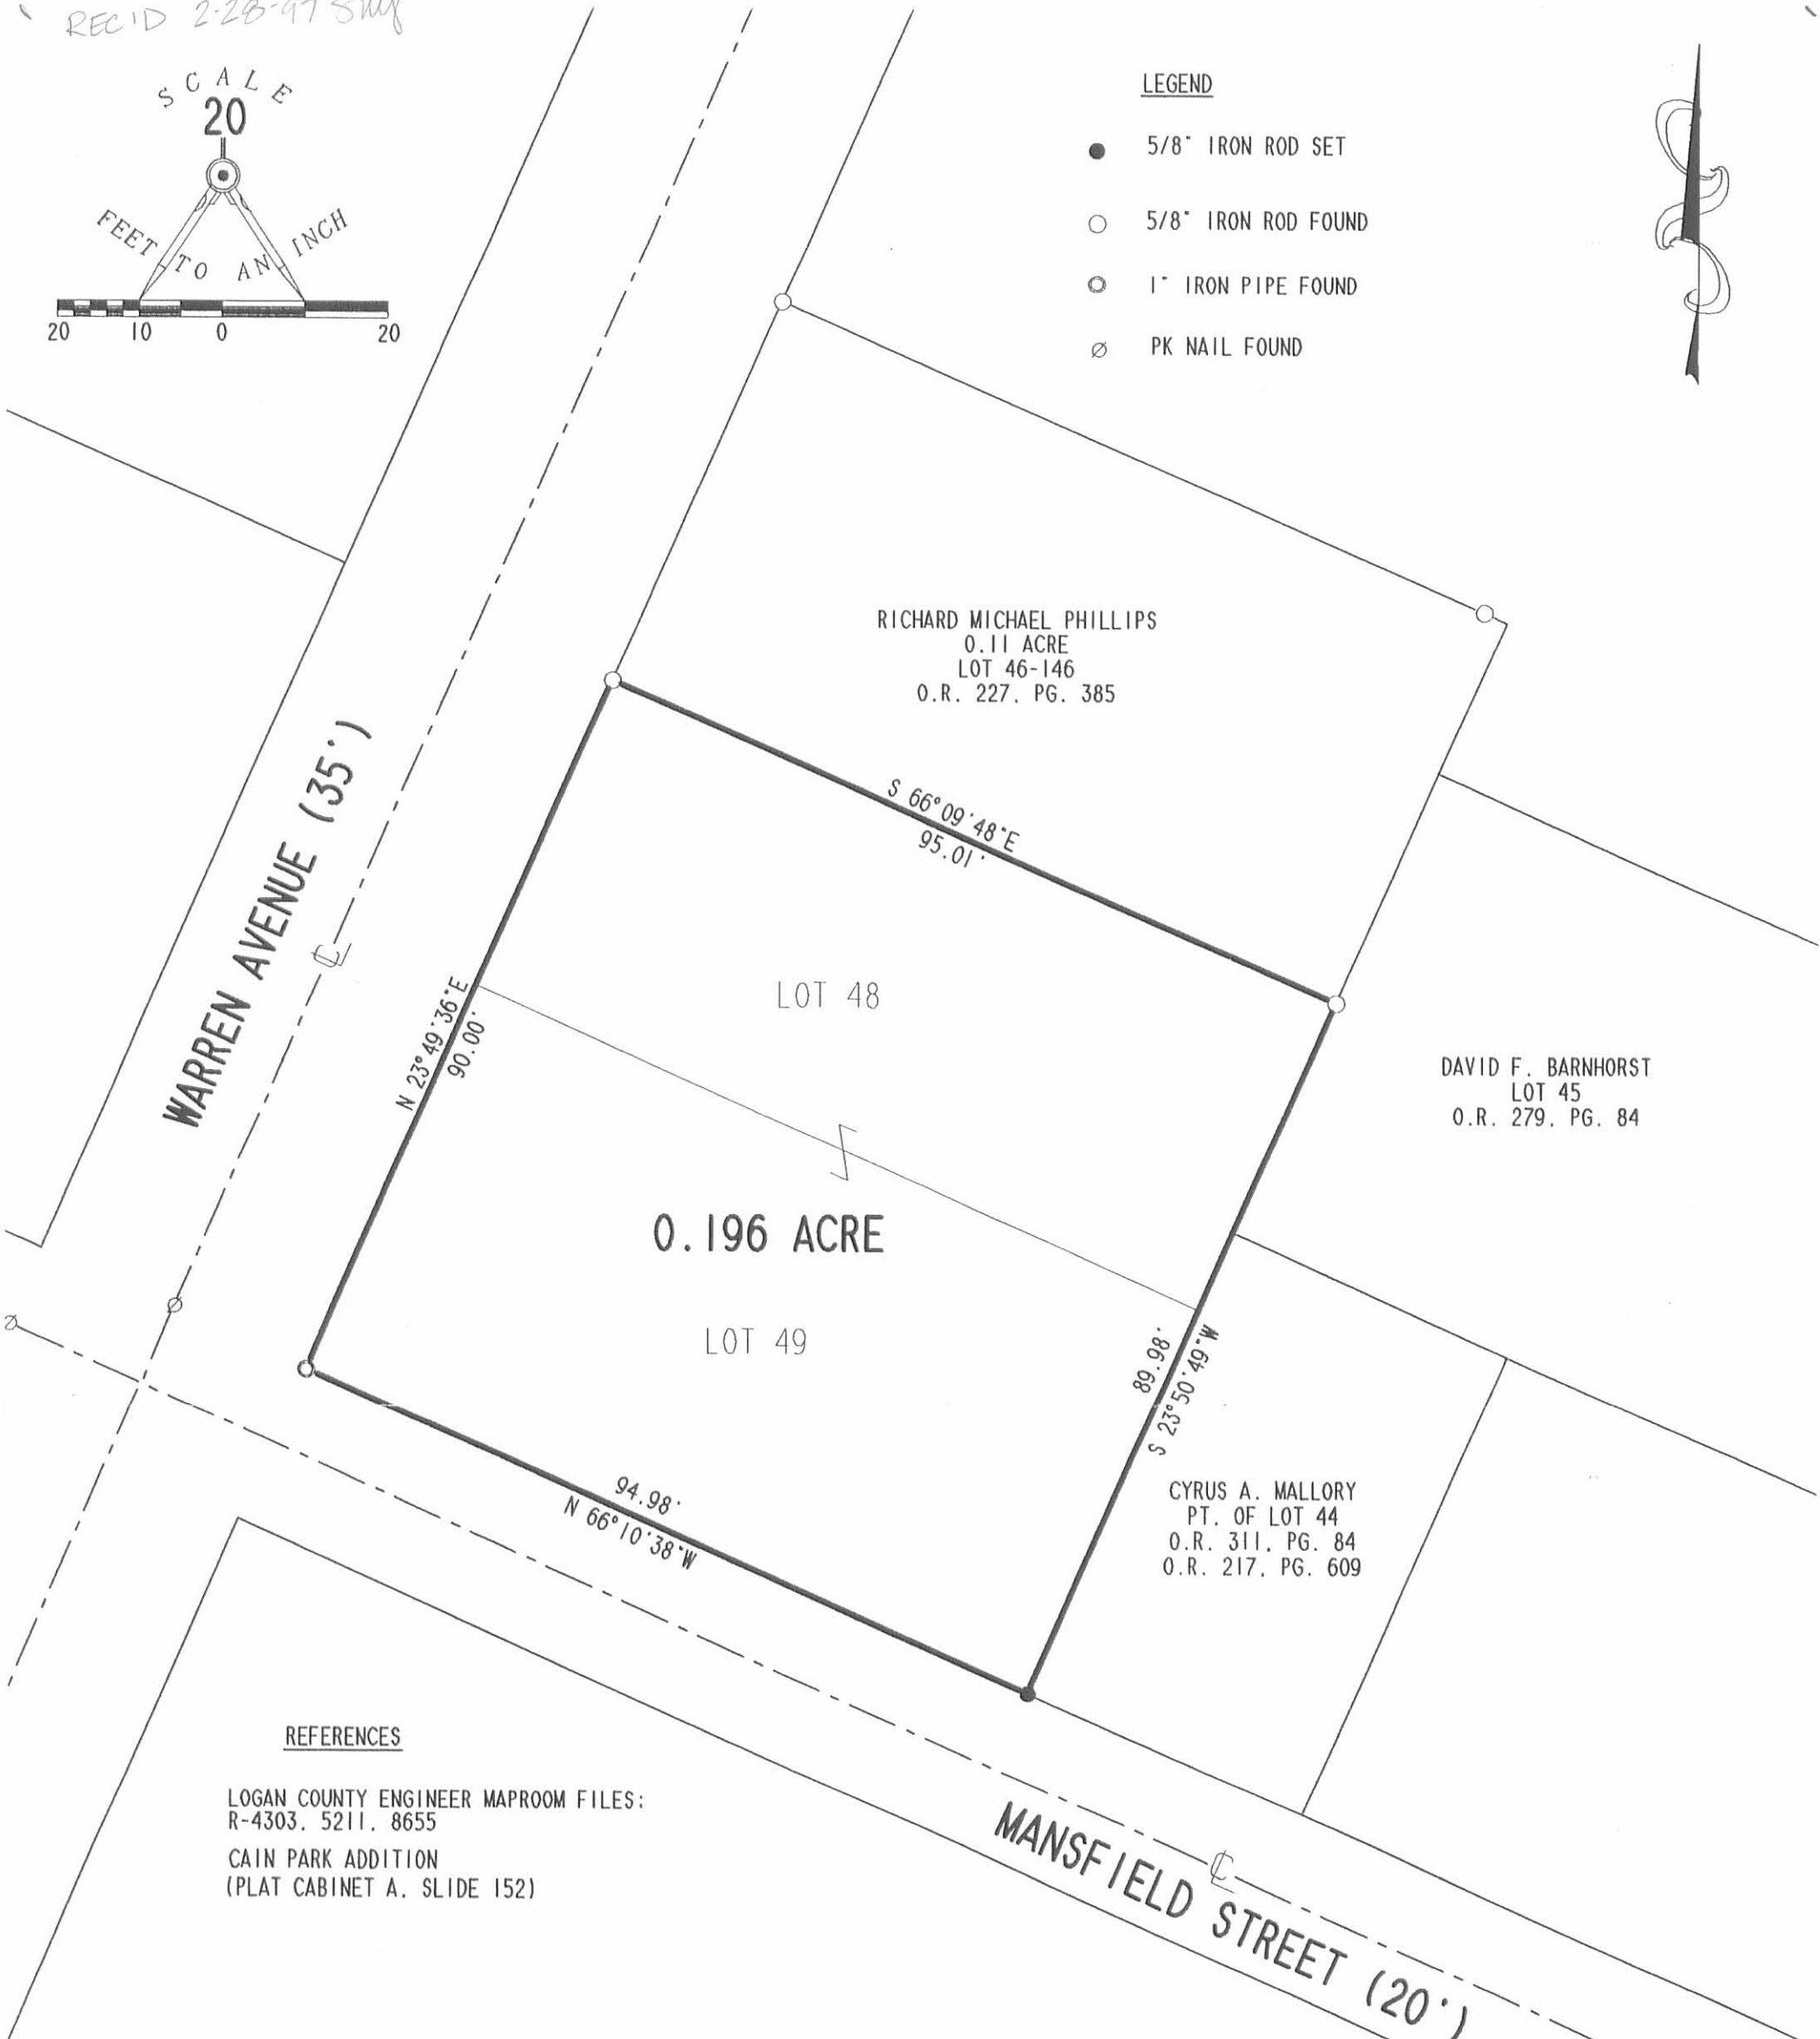 REC'D 2-28-97
SCALE
20
FEET TO AN INCH
20 10 0 20
LEGEND
5/8" IRON ROD SET
5/8" IRON ROD FOUND
1" IRON PIPE FOUND
PK NAIL FOUND
RICHARD MICHAEL PHILLIPS
0.11 ACRE
LOT 46-146
O.R. 227, PG. 385
WARREN AVENUE (35')
S 66°09'48"E
95.01'
N 23°49'36"E
90.00'
LOT 48
DAVID F. BARNHORST
LOT 45
O.R. 279, PG. 84
0.196 ACRE
LOT 49
89.98'
S 23°50'49"W
94.98'
N 66°10'38"W
CYRUS A. MALLORY
PT. OF LOT 44
O.R. 311, PG. 84
O.R. 217, PG. 609
REFERENCES
LOGAN COUNTY ENGINEER MAPROOM FILES:
R-4303, 5211, 8655
CAIN PARK ADDITION
(PLAT CABINET A, SLIDE 152)
MANSFIELD STREET (20')